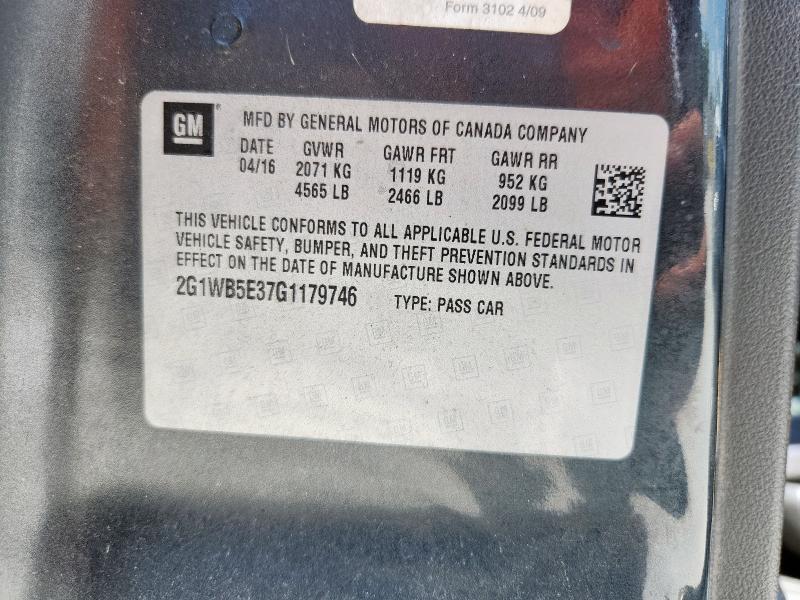 Form 3102 4/09
GM
MFD BY GENERAL MOTORS OF CANADA COMPANY
DATE GVWR GAWR FRT GAWR RR
04/16 2071 KG 1119 KG 952 KG
4565 LB 2466 LB 2099 LB
THIS VEHICLE CONFORMS TO ALL APPLICABLE U.S. FEDERAL MOTOR
VEHICLE SAFETY, BUMPER, AND THEFT PREVENTION STANDARDS IN
EFFECT ON THE DATE OF MANUFACTURE SHOWN ABOVE.
2G1WB5E37G1179746 TYPE: PASS CAR